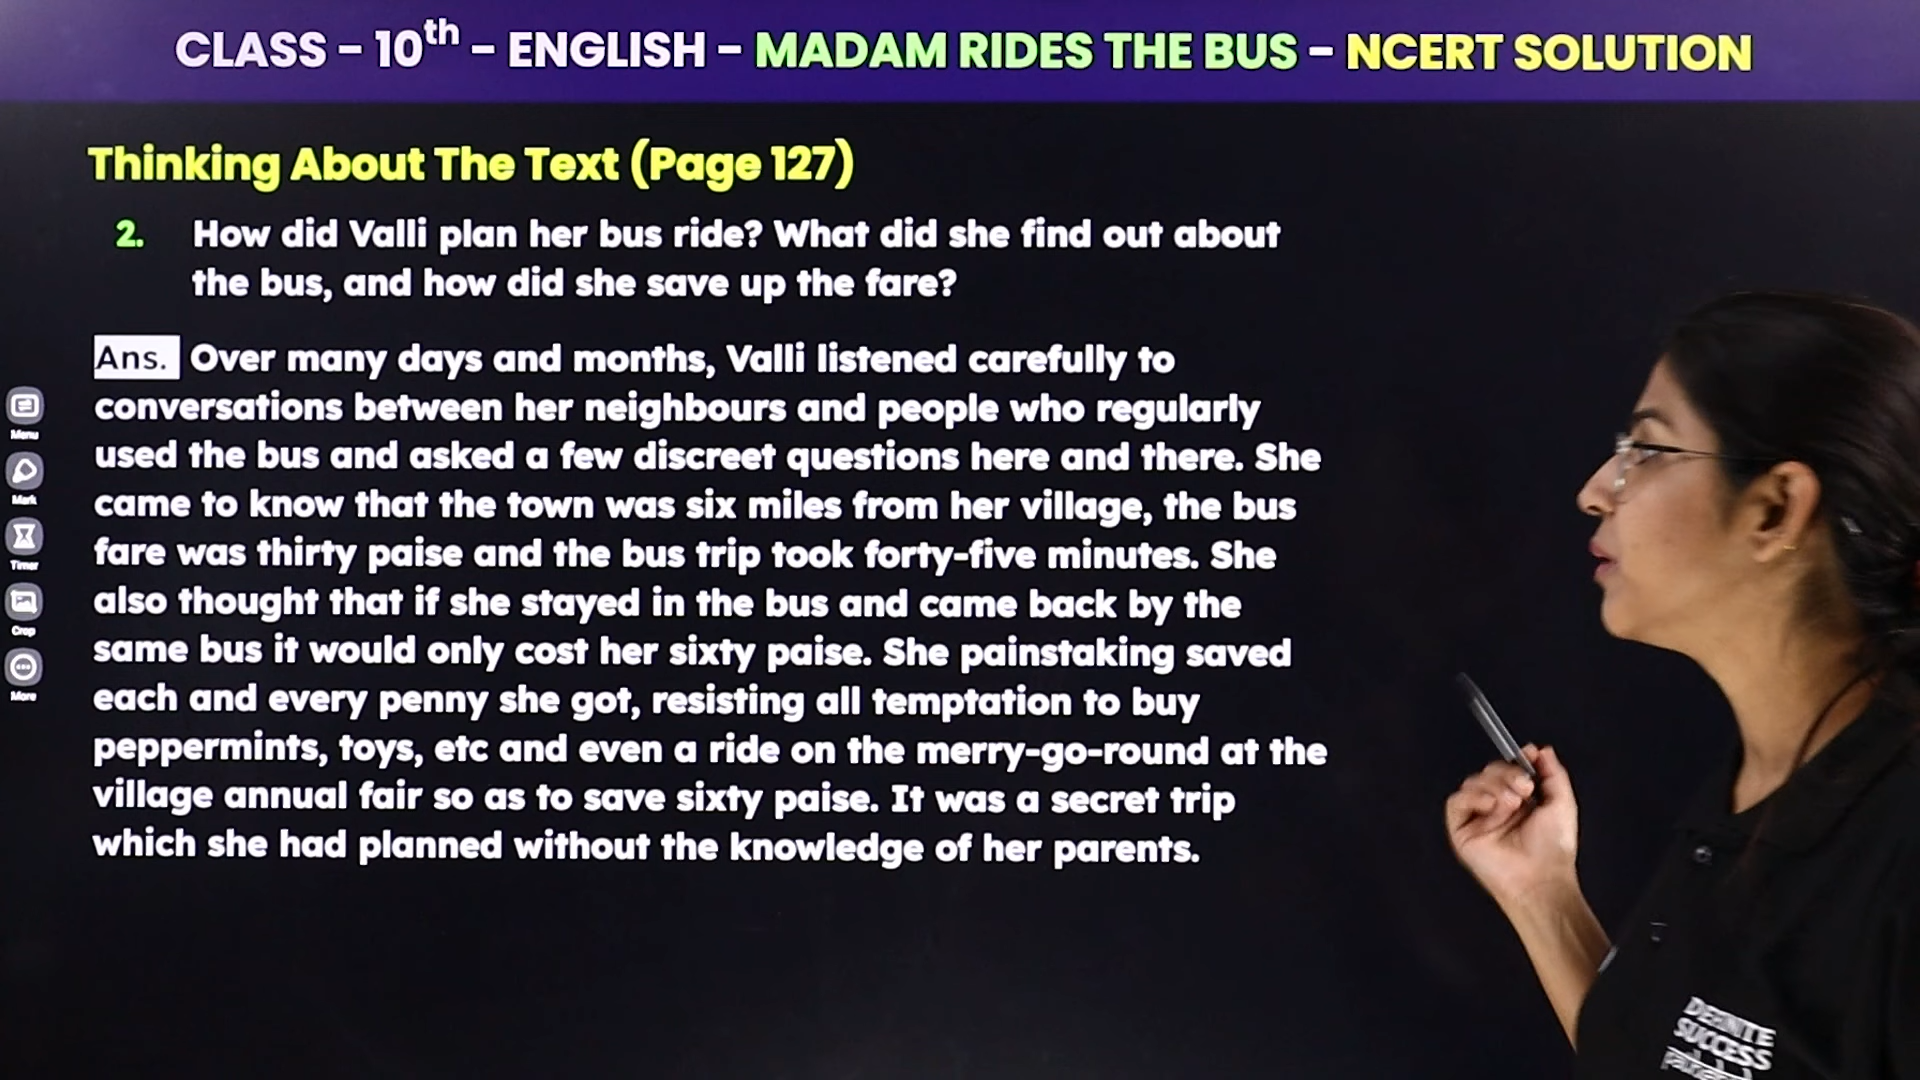 CLASS – 10th – ENGLISH – MADAM RIDES THE BUS – NCERT SOLUTION
Thinking About The Text (Page 127)
2. How did Valli plan her bus ride? What did she find out about
the bus, and how did she save up the fare?
Ans. Over many days and months, Valli listened carefully to
conversations between her neighbours and people who regularly
used the bus and asked a few discreet questions here and there. She
came to know that the town was six miles from her village, the bus
fare was thirty paise and the bus trip took forty-five minutes. She
also thought that if she stayed in the bus and came back by the
same bus it would only cost her sixty paise. She painstaking saved
each and every penny she got, resisting all temptation to buy
peppermints, toys, etc and even a ride on the merry-go-round at the
village annual fair so as to save sixty paise. It was a secret trip
which she had planned without the knowledge of her parents.
Menu
Mark
Timer
Crop
More
DEFINITE
SUCCESS